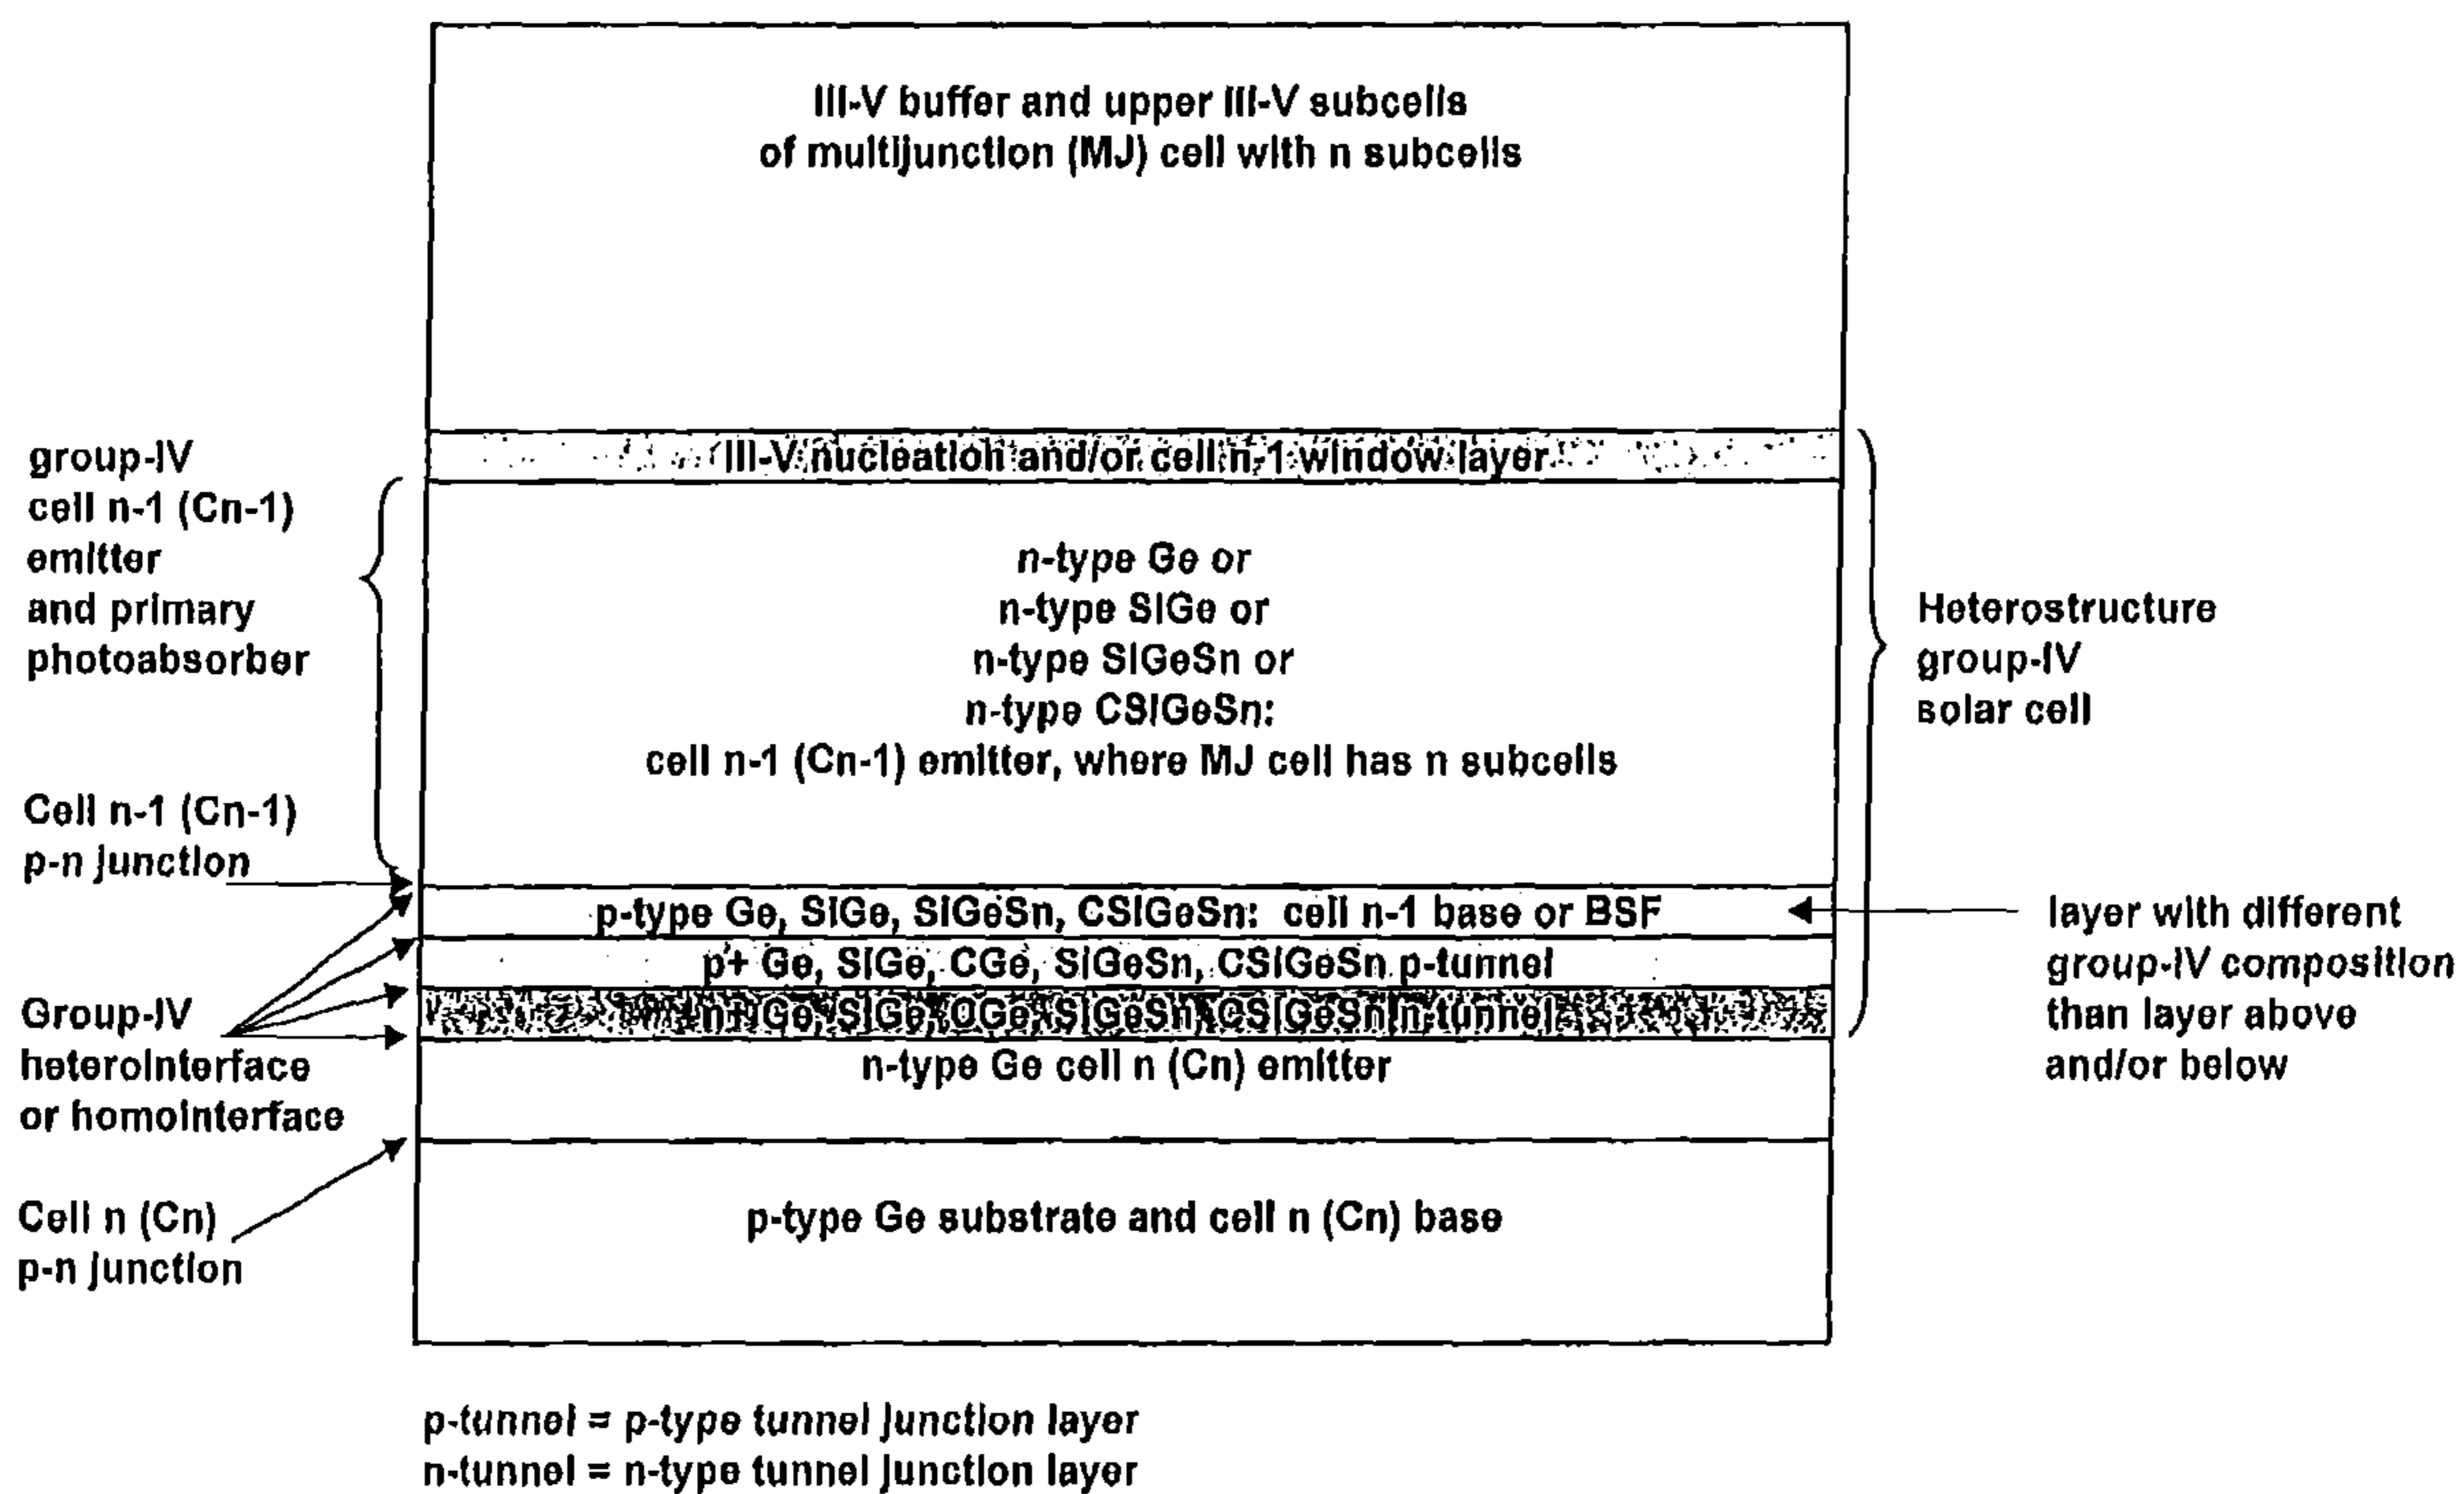 III-V buffer and upper III-V subcells
of multijunction (MJ) cell with n subcells
III-V nucleation and/or cell n-1 window layer
group-IV
cell n-1 (Cn-1)
emitter
and primary
photoabsorber
n-type Ge or
n-type SiGe or
n-type SiGeSn or
n-type CSiGeSn:
cell n-1 (Cn-1) emitter, where MJ cell has n subcells
Heterostructure
group-IV
solar cell
Cell n-1 (Cn-1)
p-n junction
p-type Ge, SiGe, SiGeSn, CSiGeSn: cell n-1 base or BSF
p+ Ge, SiGe, CGe, SiGeSn, CSiGeSn p-tunnel
n+ Ge, SiGe, CGe, SiGeSn, CSiGeSn n-tunnel
layer with different
group-IV composition
than layer above
and/or below
Group-IV
heterointerface
or homointerface
n-type Ge cell n (Cn) emitter
Cell n (Cn)
p-n junction
p-type Ge substrate and cell n (Cn) base
p-tunnel = p-type tunnel junction layer
n-tunnel = n-type tunnel junction layer